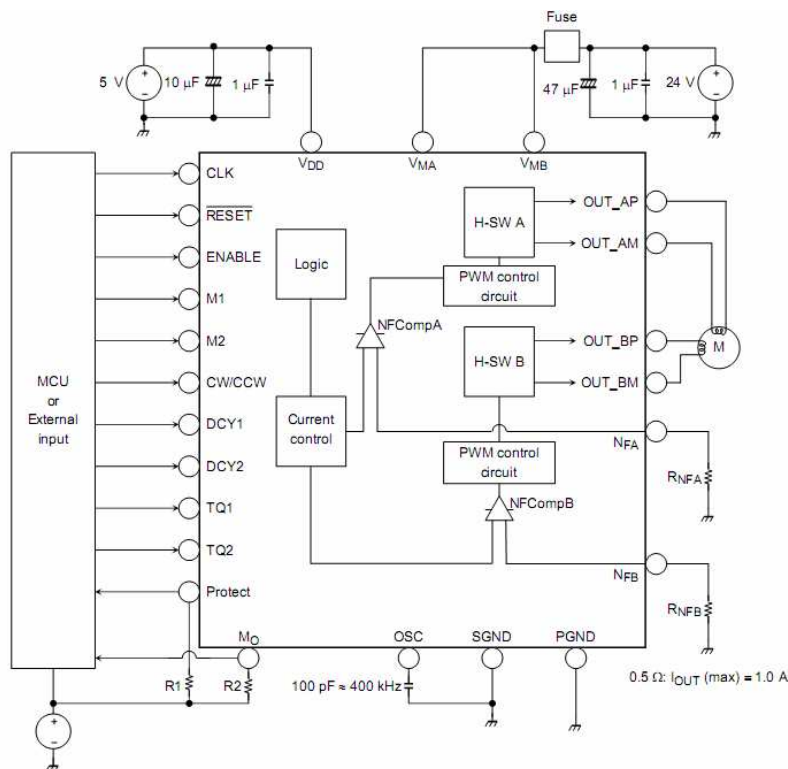 Fuse
5 V
10 µF
1 µF
47 µF
1 µF
24 V
VDD
VMA
VMB
CLK
RESET
ENABLE
M1
M2
CW/CCW
DCY1
DCY2
TQ1
TQ2
Protect
MCU
or
External
input
Logic
Current
control
NFCompA
H-SW A
PWM control
circuit
H-SW B
PWM control
circuit
NFCompB
OUT_AP
OUT_AM
OUT_BP
OUT_BM
M
NFA
RNFA
NFB
RNFB
MO
OSC
SGND
PGND
R1
R2
100 pF ≈ 400 kHz
0.5 Ω: IOUT (max) = 1.0 A